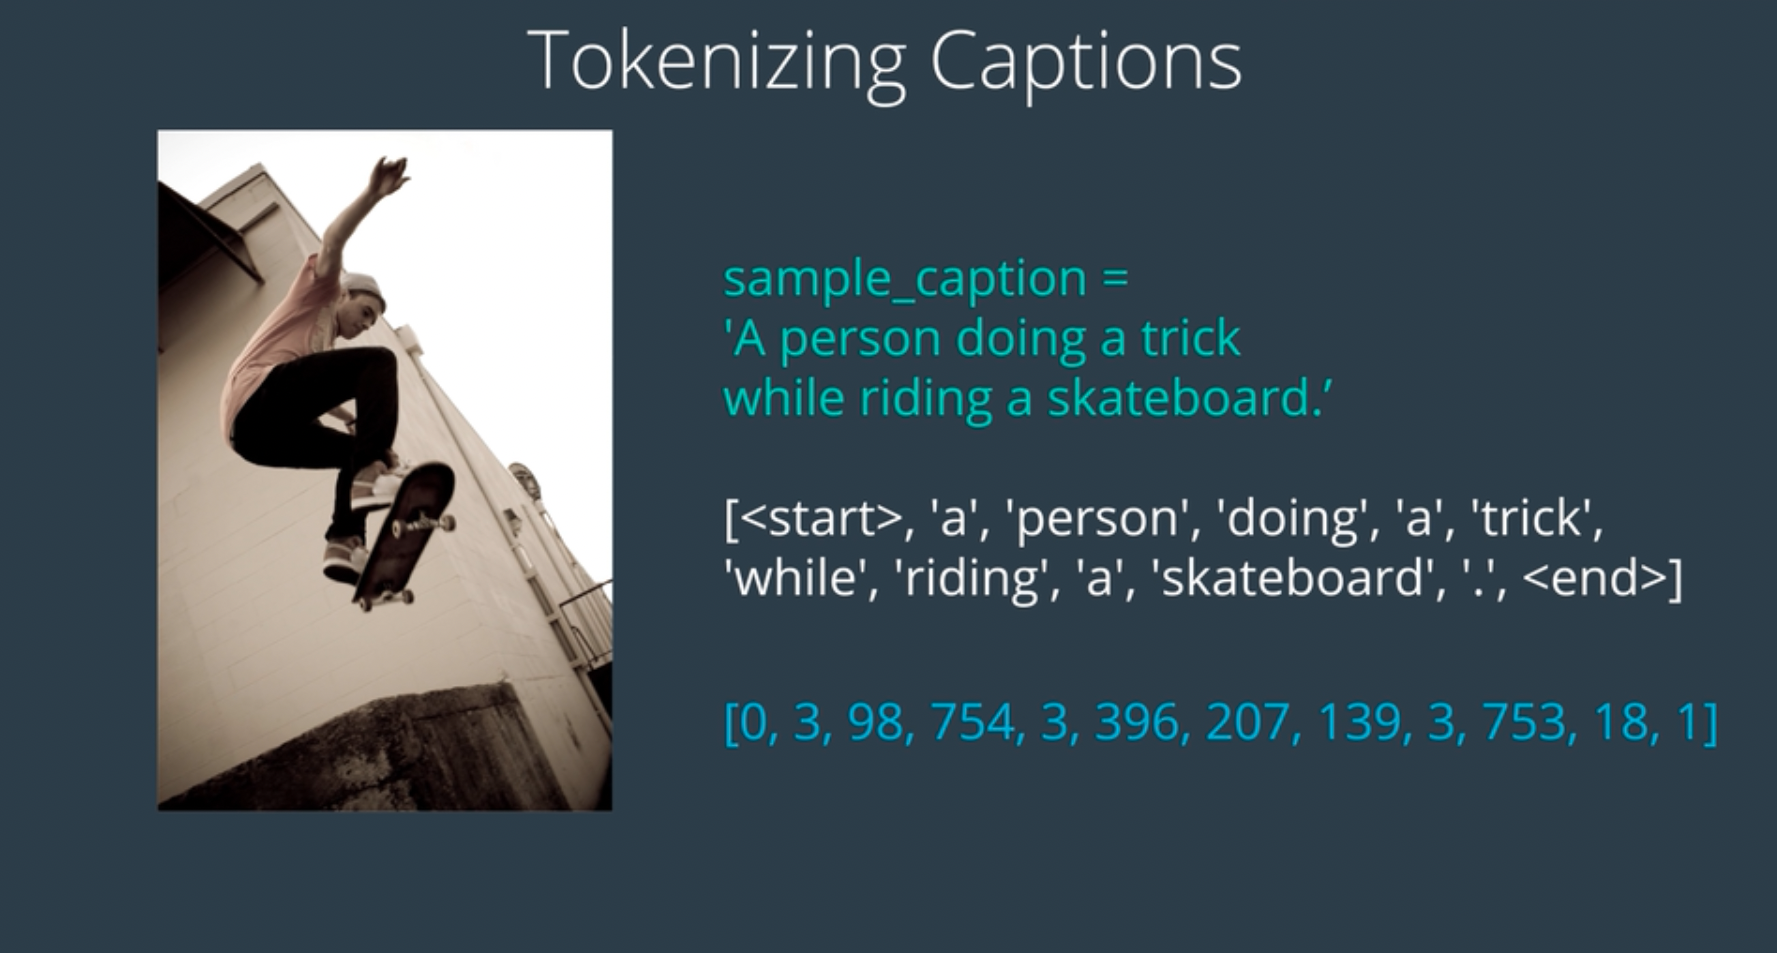 Tokenizing Captions
sample_caption =
'A person doing a trick
while riding a skateboard.’
[<start>, 'a', 'person', 'doing', 'a', 'trick',
'while', 'riding', 'a', 'skateboard', '.', <end>]
[0, 3, 98, 754, 3, 396, 207, 139, 3, 753, 18, 1]